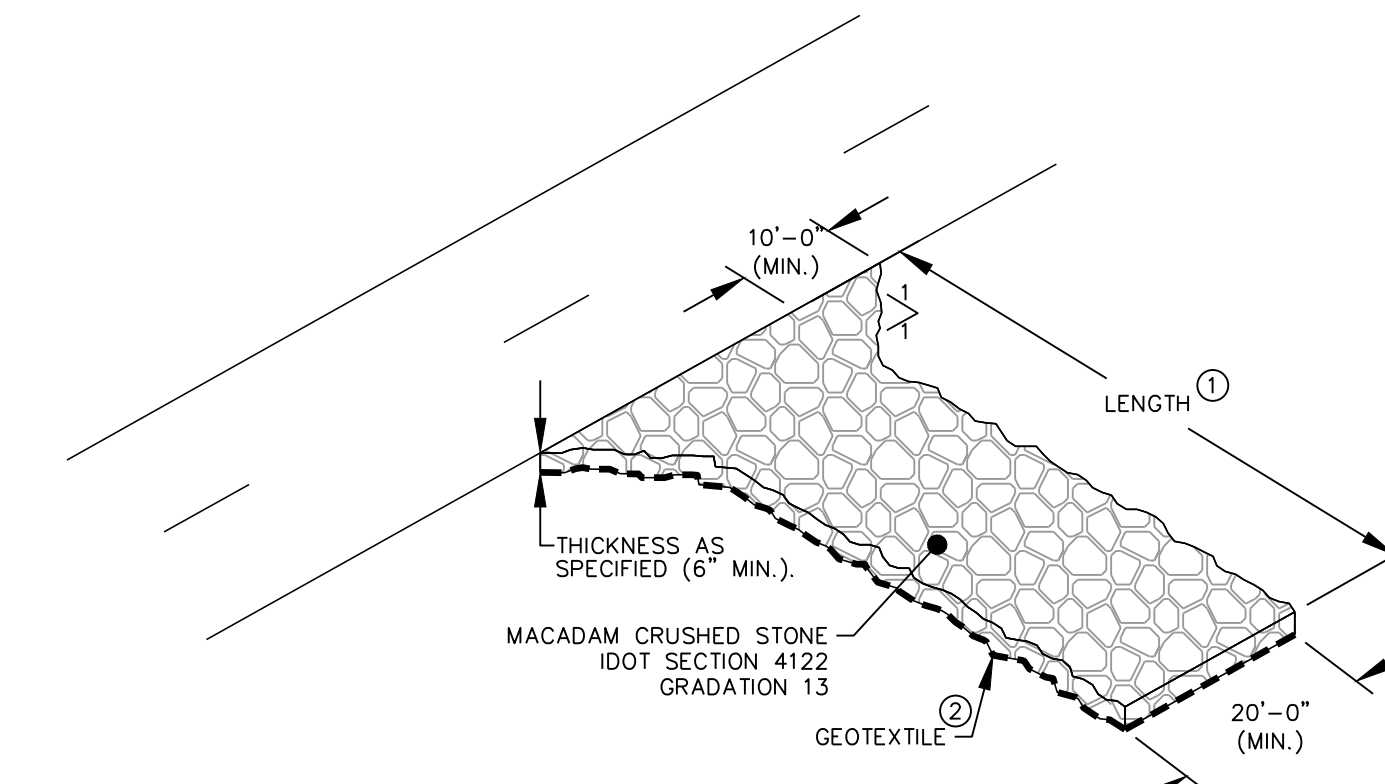 10'-0"
(MIN.)
1
1
LENGTH 1
THICKNESS AS
SPECIFIED (6" MIN.).
MACADAM CRUSHED STONE
IDOT SECTION 4122
GRADATION 13
GEOTEXTILE 2
20'-0"
(MIN.)